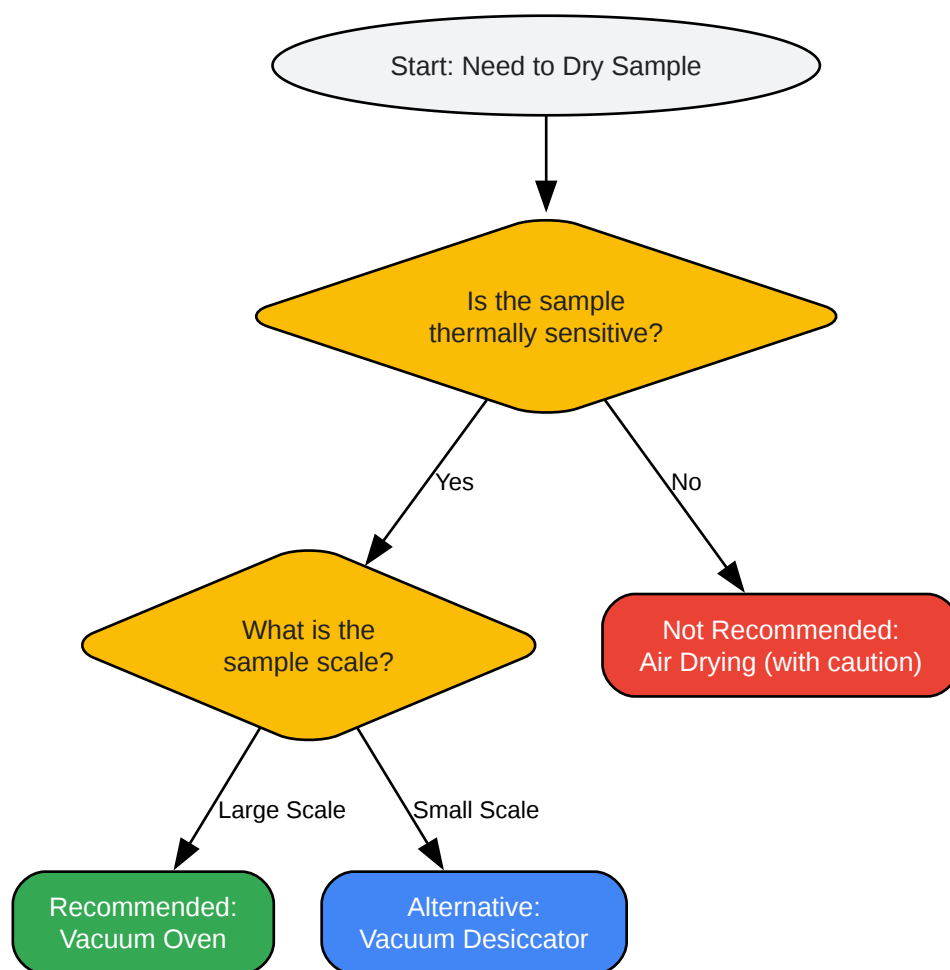 Start: Need to Dry Sample
Is the sample
thermally sensitive?
Yes
No
What is the
sample scale?
Not Recommended:
Air Drying (with caution)
Large Scale
Small Scale
Recommended:
Vacuum Oven
Alternative:
Vacuum Desiccator